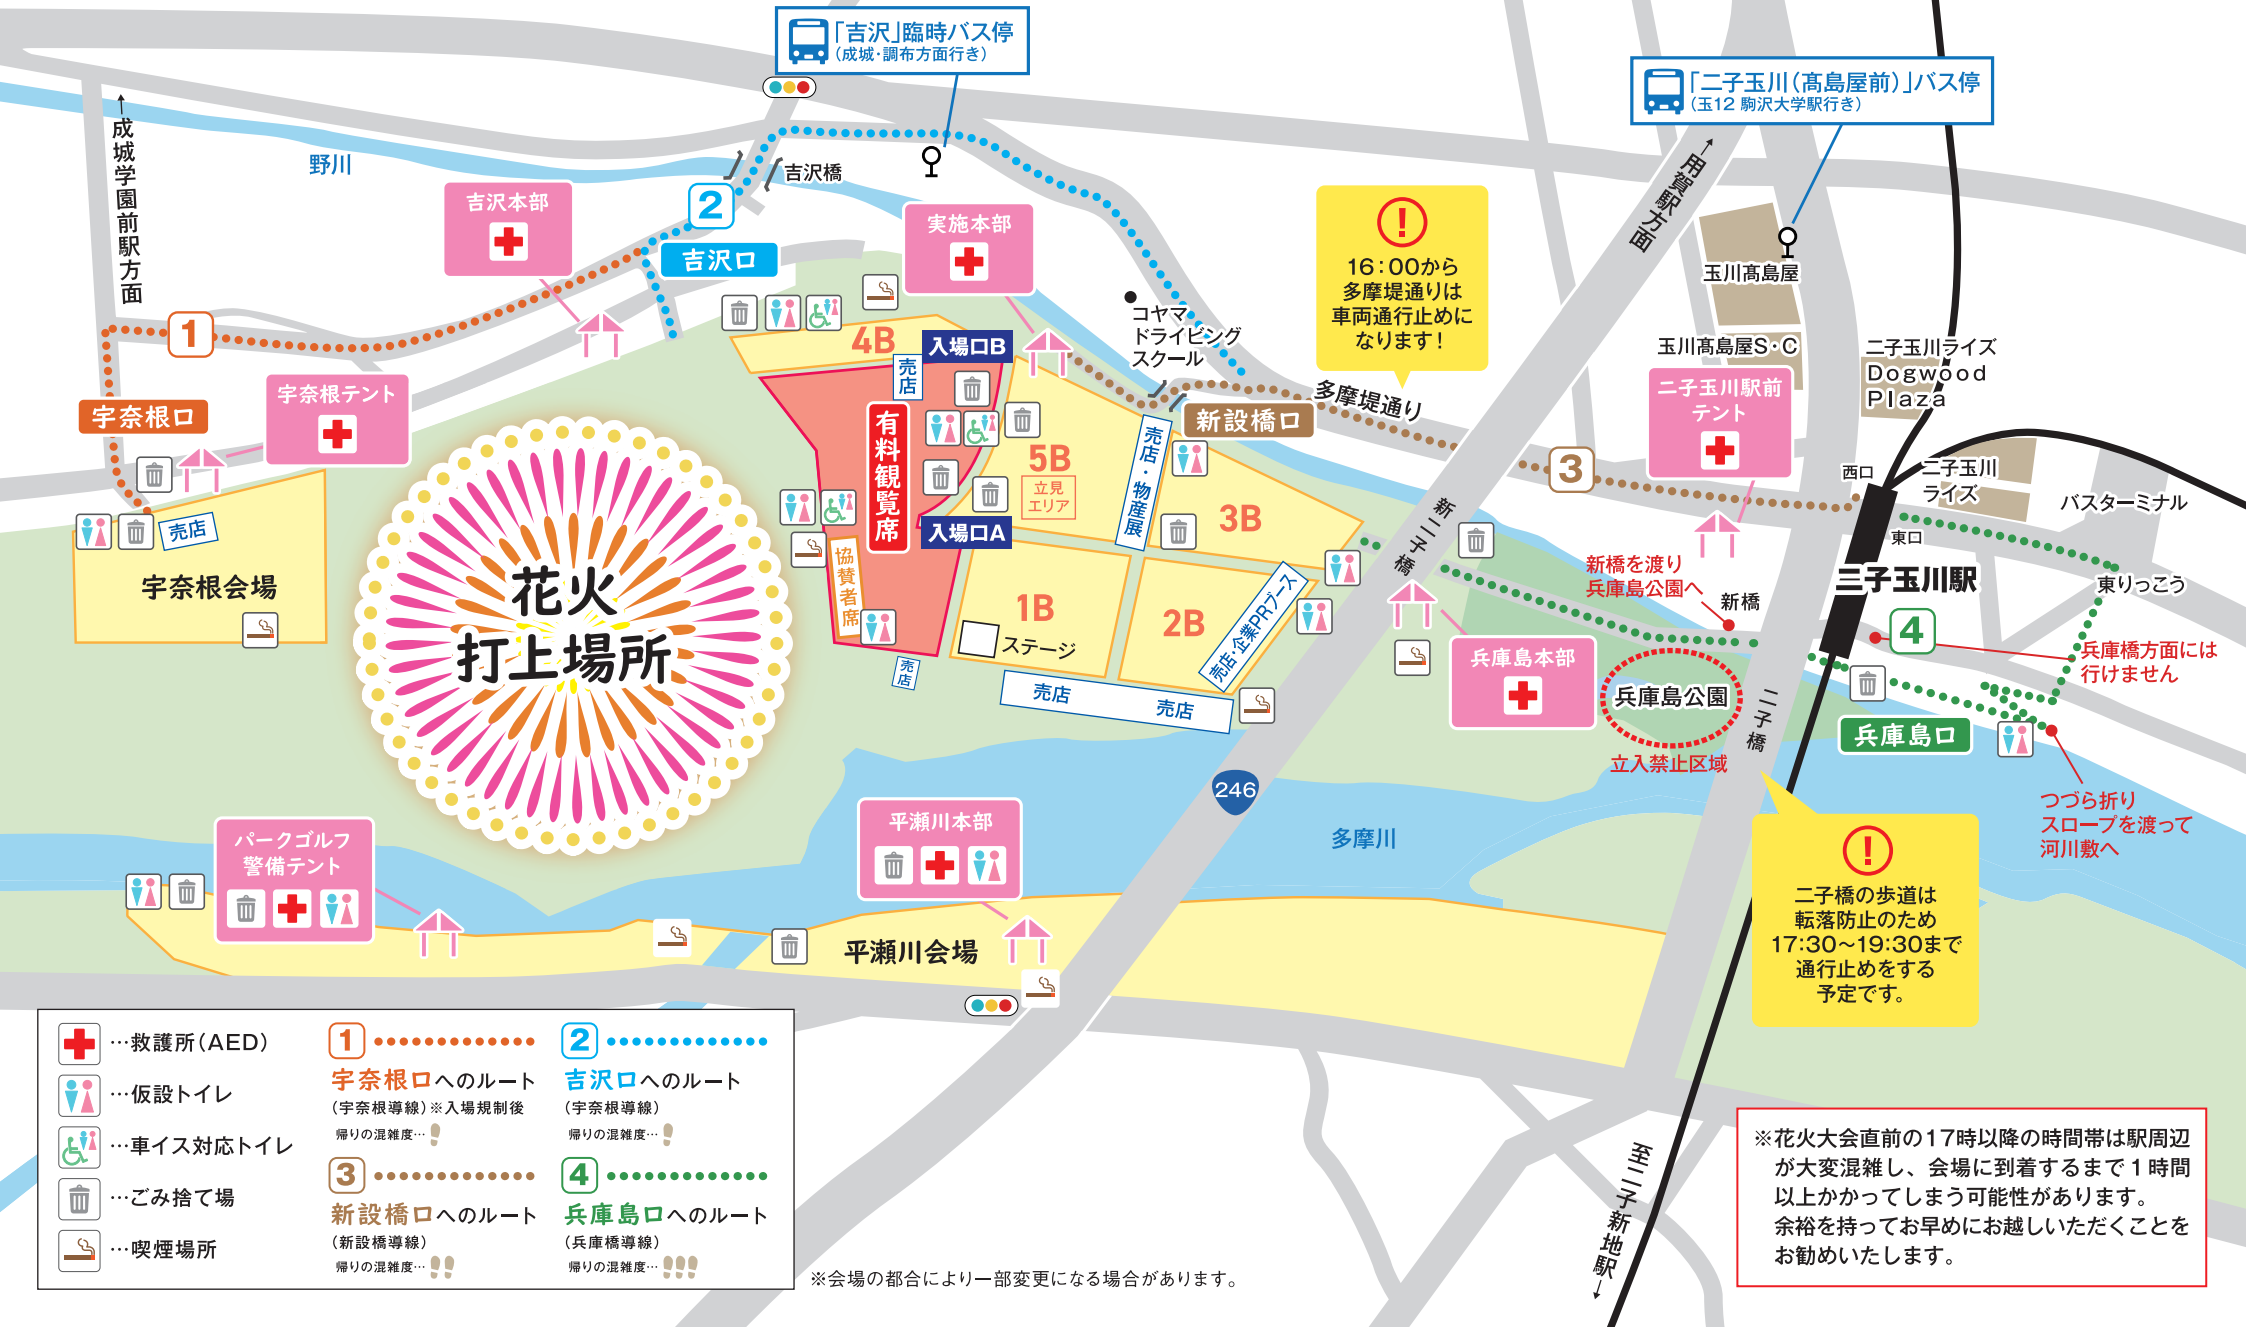 「吉沢」臨時バス停
(成城・調布方面行き)
「二子玉川(髙島屋前)」バス停
(玉12 駒沢大学駅行き)
↑成城学園前駅方面
野川
吉沢橋
吉沢本部
2
吉沢口
実施本部
16：00から
多摩堤通りは
車両通行止めに
なります！
用賀駅方面
玉川髙島屋
玉川髙島屋S・C
二子玉川ライズ
Dogwood
Plaza
コヤマ
ドライビング
スクール
1
宇奈根テント
宇奈根口
4B
売店
入場口B
有料観覧席
5B
立見
エリア
入場口A
売店・物産展
新設橋口
多摩堤通り
3B
3
二子玉川駅前
テント
西口
二子玉川
ライズ
バスターミナル
東口
二子玉川駅
東りっこう
売店
宇奈根会場
花火
打上場所
協賛者席
1B
ステージ
2B
売店・企業PRブース
売店
売店
売店
新二子橋
新橋を渡り
兵庫島公園へ
新橋
4
兵庫橋方面には
行けません
兵庫島本部
兵庫島公園
立入禁止区域
二子橋
兵庫島口
つづら折り
スロープを渡って
河川敷へ
246
多摩川
パークゴルフ
警備テント
平瀬川本部
平瀬川会場
二子橋の歩道は
転落防止のため
17:30〜19:30まで
通行止めをする
予定です。
…救護所(AED)
…仮設トイレ
…車イス対応トイレ
…ごみ捨て場
…喫煙場所
1
宇奈根口へのルート
(宇奈根導線)※入場規制後
帰りの混雑度…
2
吉沢口へのルート
(宇奈根導線)
帰りの混雑度…
3
新設橋口へのルート
(新設橋導線)
帰りの混雑度…
4
兵庫島口へのルート
(兵庫橋導線)
帰りの混雑度…
※会場の都合により一部変更になる場合があります。
至二子新地駅
※花火大会直前の17時以降の時間帯は駅周辺
が大変混雑し、会場に到着するまで1時間
以上かかってしまう可能性があります。
余裕を持ってお早めにお越しいただくことを
お勧めいたします。